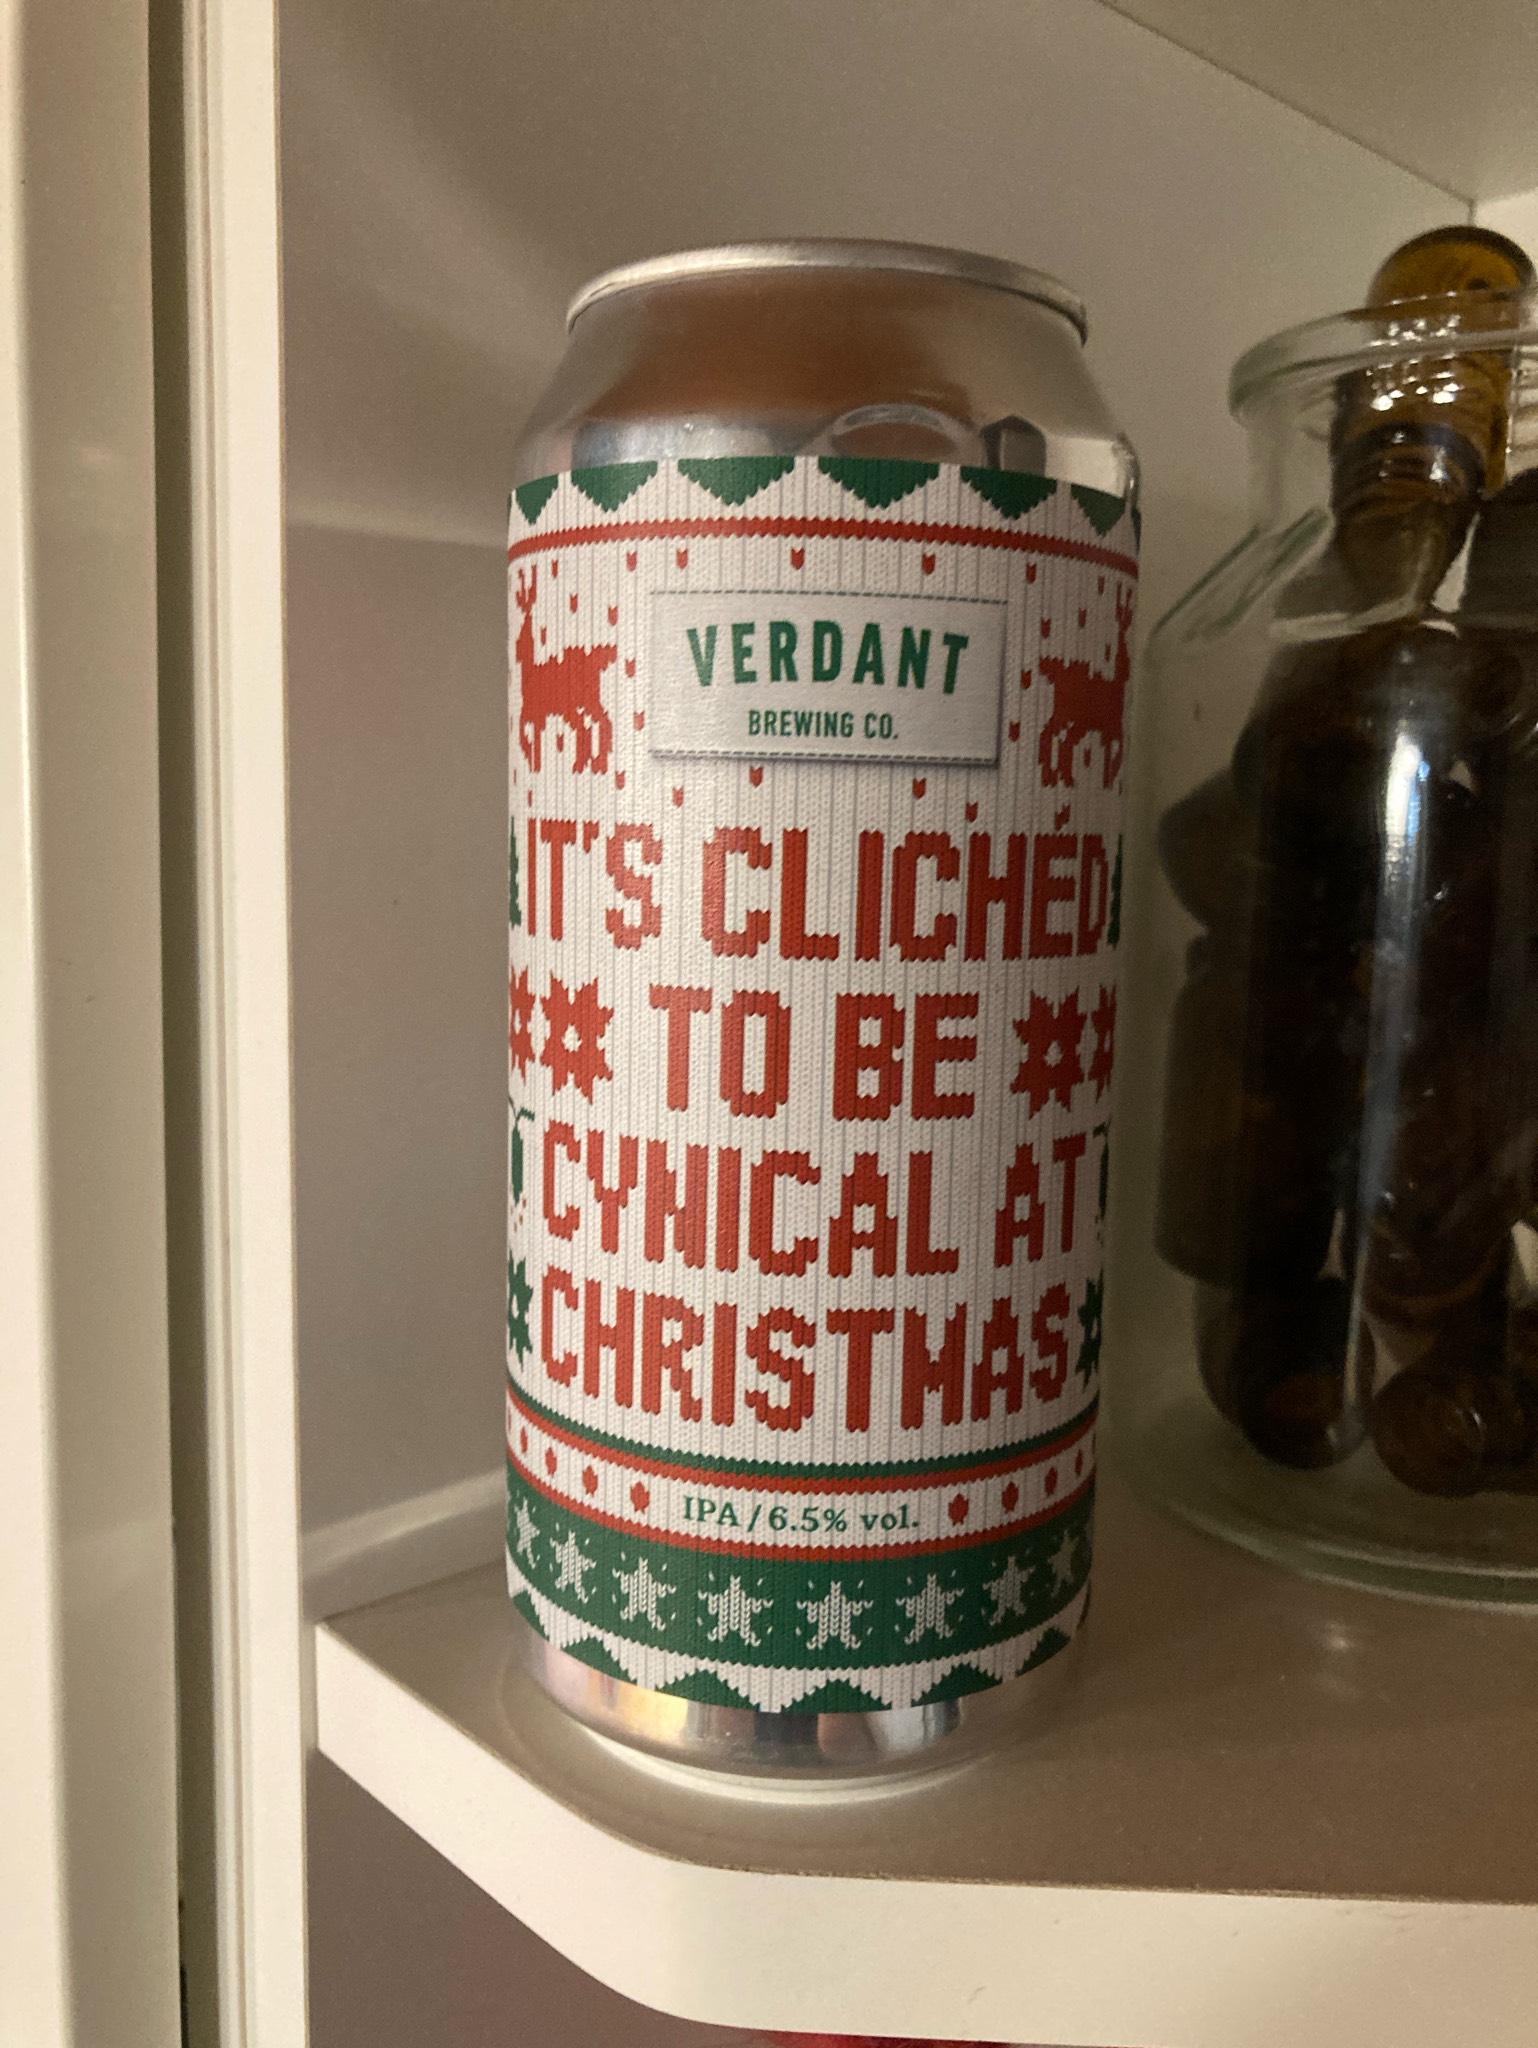 VERDANT
BREWING CO.
IT'S CLICHÉD
TO BE
CYNICAL AT
CHRISTMAS
IPA / 6.5% vol.